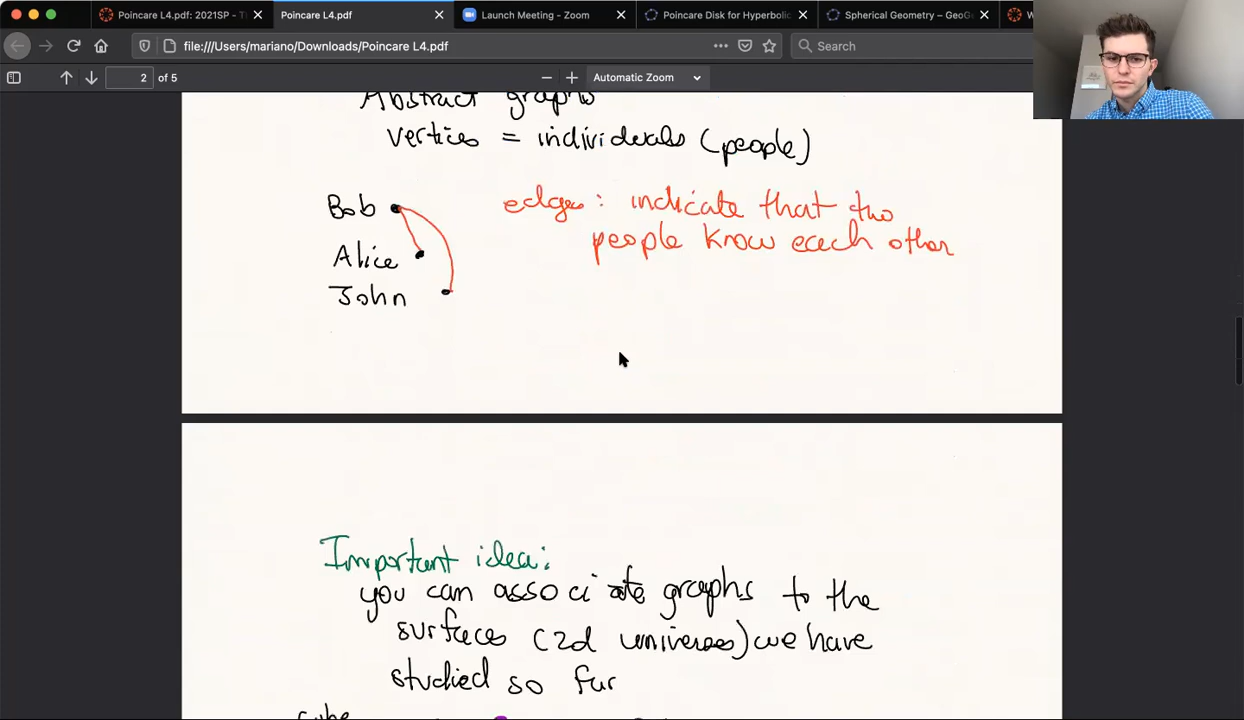 Poincare L4.pdf: 2021SP - T
Poincare L4.pdf
Launch Meeting - Zoom
Poincare Disk for Hyperbolic
Spherical Geometry – GeoG
W
file:///Users/mariano/Downloads/Poincare L4.pdf
Search
2 of 5
Automatic Zoom
Abstract graphs
vertices = individuals (people)
Bob
Alice
John
edges: indicate that two
people know each other
Important idea:
you can associate graphs to the
surfaces (2d universes) we have
studied so far
cube